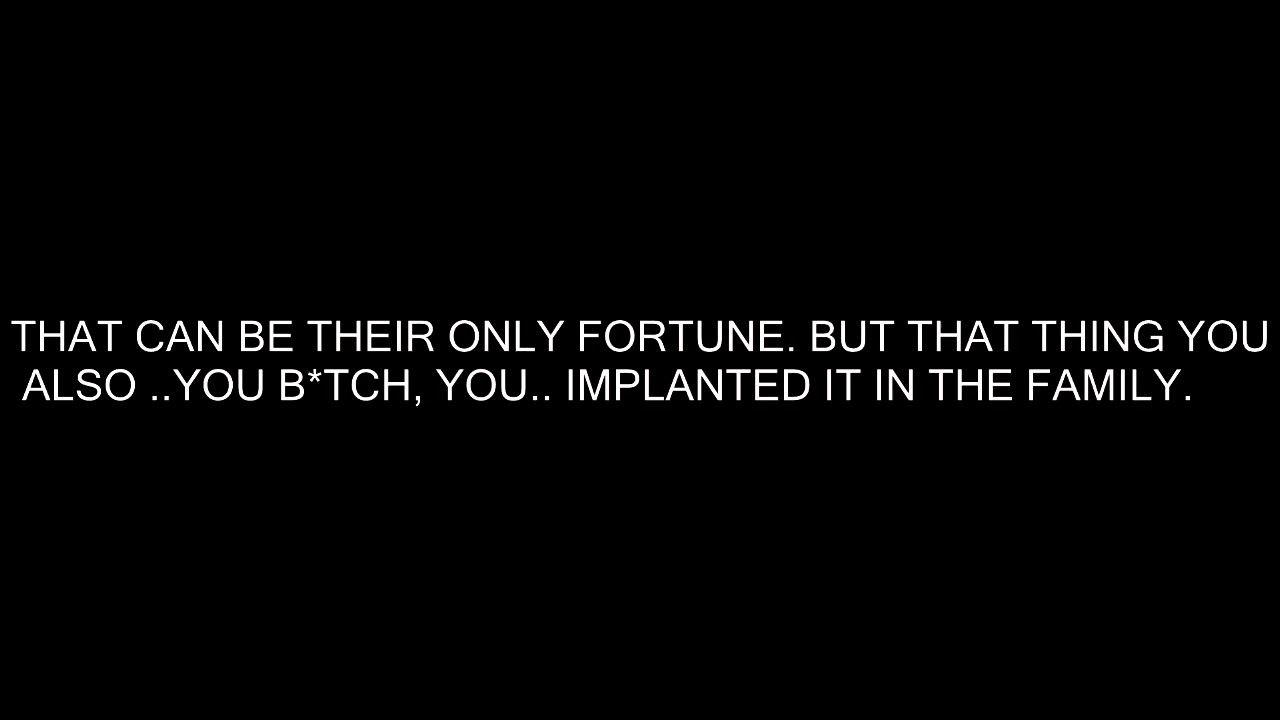 THAT CAN BE THEIR ONLY FORTUNE. BUT THAT THING YOU
ALSO ..YOU B*TCH, YOU.. IMPLANTED IT IN THE FAMILY.